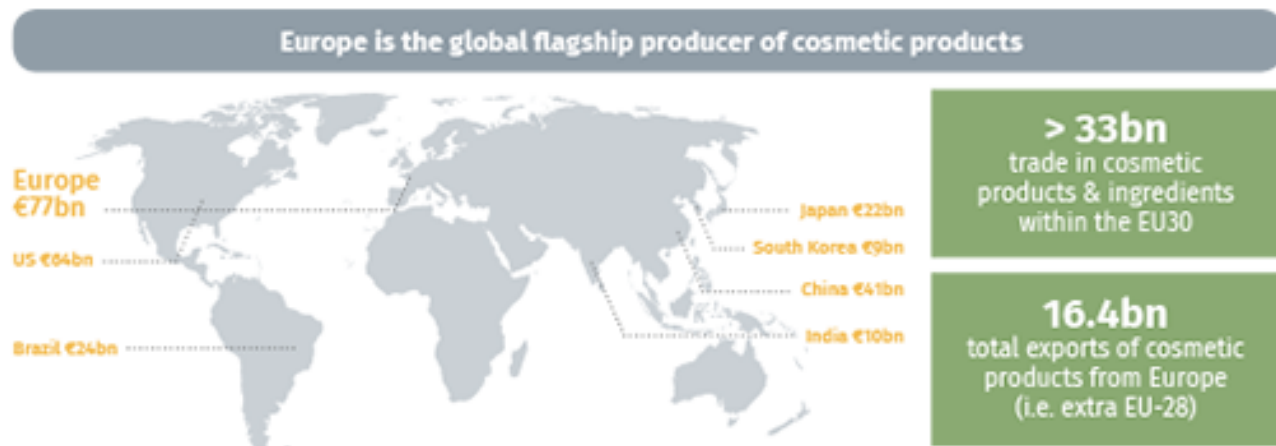 Europe is the global flagship producer of cosmetic products
Europe
€77bn
US €64bn
Brazil €24bn
Japan €22bn
South Korea €9bn
China €41bn
India €10bn
> 33bn
trade in cosmetic
products & ingredients
within the EU30
16.4bn
total exports of cosmetic
products from Europe
(i.e. extra EU-28)